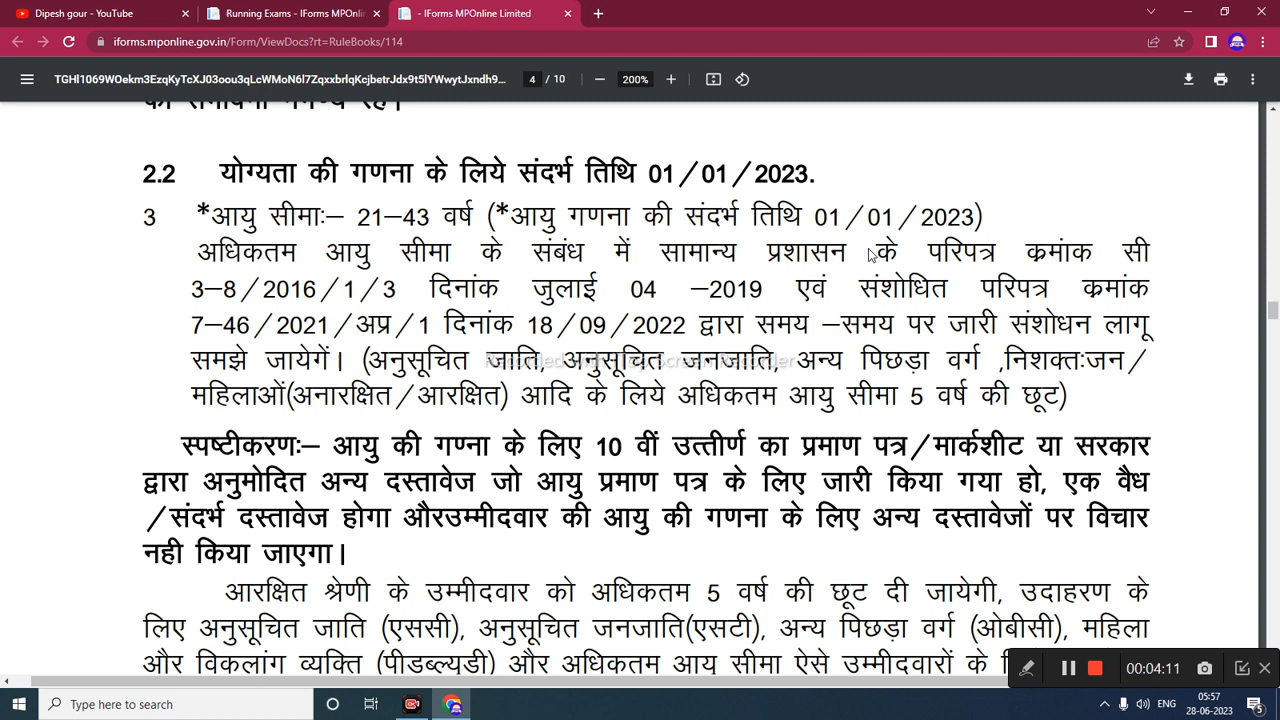 Dipesh gour - YouTube
Running Exams - IForms MPOnlin
- IForms MPOnline Limited
iforms.mponline.gov.in/Form/ViewDocs?rt=RuleBooks/114
4 / 10
200%
2.2 योग्यता की गणना के लिये संदर्भ तिथि 01/01/2023.
3 *आयु सीमाः– 21–43 वर्ष (*आयु गणना की संदर्भ तिथि 01/01/2023)
अधिकतम आयु सीमा के संबंध में सामान्य प्रशासन के परिपत्र क्रमांक सी
3–8/2016/1/3 दिनांक जुलाई 04 –2019 एवं संशोधित परिपत्र क्रमांक
7–46/2021/अप्र/1 दिनांक 18/09/2022 द्वारा समय –समय पर जारी संशोधन लागू
समझे जायेगें। (अनुसूचित जाति, अनुसूचित जनजाति, अन्य पिछड़ा वर्ग ,निशक्तःजन/
महिलाओं(अनारक्षित/आरक्षित) आदि के लिये अधिकतम आयु सीमा 5 वर्ष की छूट)
स्पष्टीकरणः– आयु की गण्ना के लिए 10 वीं उत्तीर्ण का प्रमाण पत्र/मार्कशीट या सरकार
द्वारा अनुमोदित अन्य दस्तावेज जो आयु प्रमाण पत्र के लिए जारी किया गया हो, एक वैध
/संदर्भ दस्तावेज होगा औरउम्मीदवार की आयु की गणना के लिए अन्य दस्तावेजों पर विचार
नही किया जाएगा।
आरक्षित श्रेणी के उम्मीदवार को अधिकतम 5 वर्ष की छूट दी जायेगी, उदाहरण के
लिए अनुसूचित जाति (एससी), अनुसूचित जनजाति(एसटी), अन्य पिछड़ा वर्ग (ओबीसी), महिला
और विकलांग व्यक्ति (पीडब्ल्यडी) और अधिकतम आय सीमा ऐसे उम्मीदवारों के
00:04:11
Type here to search
ENG
05:57
28-06-2023
5